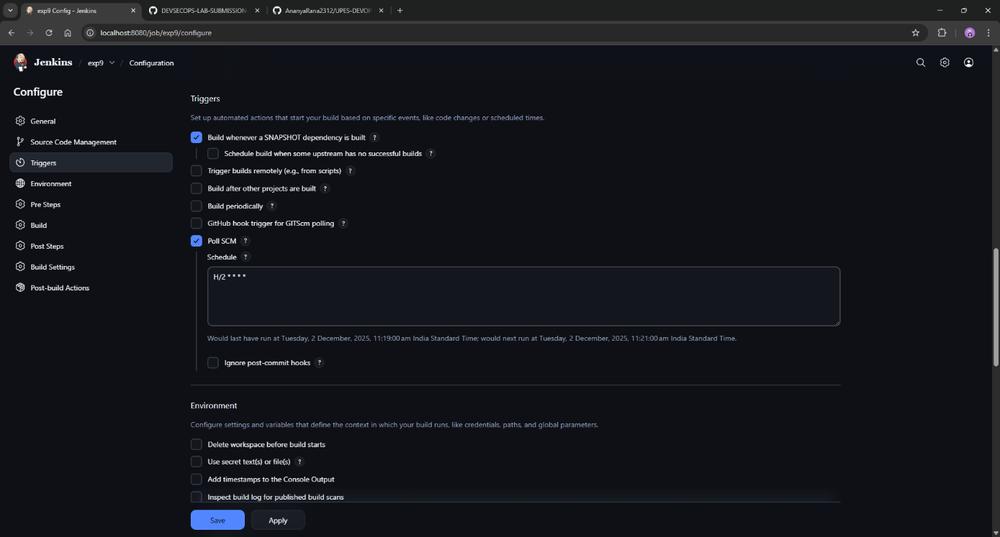 exp9 Config - Jenkins
DEVSECOPS-LAB-SUBMISSION-
AnanyaRana2312/UPES-DEVOP
localhost:8080/job/exp9/configure
Jenkins / exp9 / Configuration
Configure
General
Source Code Management
Triggers
Environment
Pre Steps
Build
Post Steps
Build Settings
Post-build Actions
Triggers
Set up automated actions that start your build based on specific events, like code changes or scheduled times.
Build whenever a SNAPSHOT dependency is built ?
Schedule build when some upstream has no successful builds ?
Trigger builds remotely (e.g., from scripts) ?
Build after other projects are built ?
Build periodically ?
GitHub hook trigger for GITScm polling ?
Poll SCM ?
Schedule ?
H/2 * * * *
Would last have run at Tuesday, 2 December, 2025, 11:19:00 am India Standard Time; would next run at Tuesday, 2 December, 2025, 11:21:00 am India Standard Time.
Ignore post-commit hooks ?
Environment
Configure settings and variables that define the context in which your build runs, like credentials, paths, and global parameters.
Delete workspace before build starts
Use secret text(s) or file(s) ?
Add timestamps to the Console Output
Inspect build log for published build scans
Save
Apply